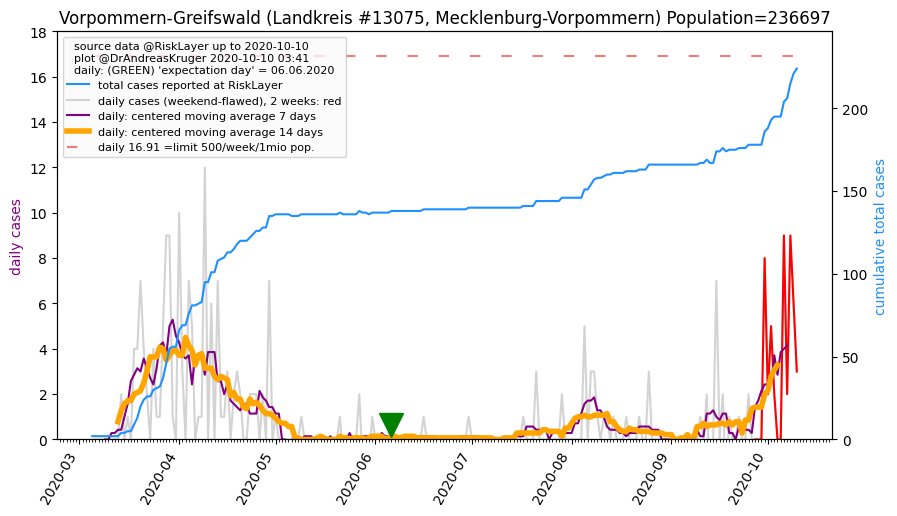 Vorpommern-Greifswald (Landkreis #13075, Mecklenburg-Vorpommern) Population=236697
source data @RiskLayer up to 2020-10-10
plot @DrAndreasKruger 2020-10-10 03:41
daily: (GREEN) 'expectation day' = 06.06.2020
total cases reported at RiskLayer
daily cases (weekend-flawed), 2 weeks: red
daily: centered moving average 7 days
daily: centered moving average 14 days
daily 16.91 =limit 500/week/1mio pop.
daily cases
18
16
14
12
10
8
6
4
2
0
cumulative total cases
200
150
100
50
0
2020-03
2020-04
2020-05
2020-06
2020-07
2020-08
2020-09
2020-10